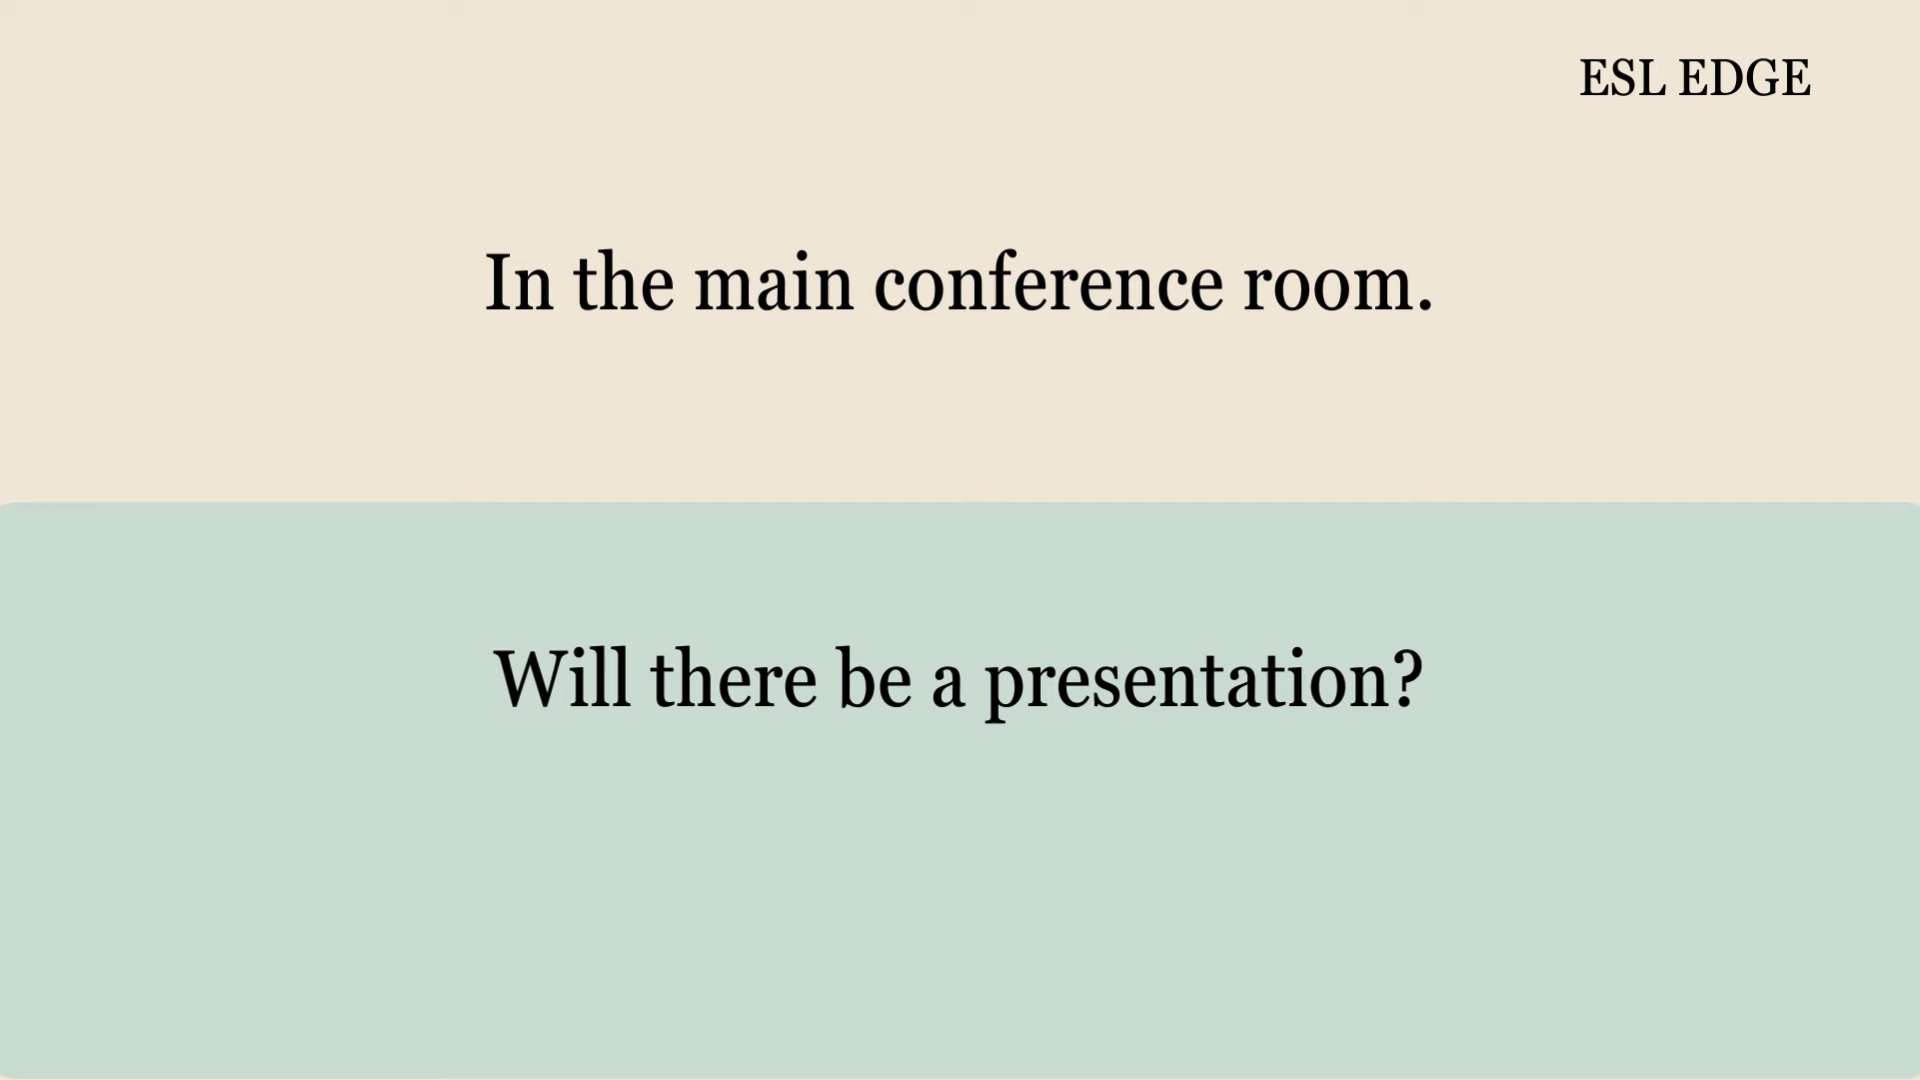 ESL EDGE
In the main conference room.
Will there be a presentation?